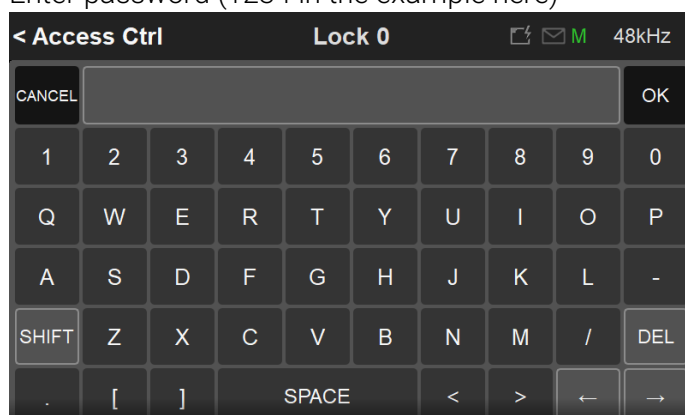 Enter password (1234 in the example here)
< Access Ctrl Lock 0 M 48kHz
CANCEL OK
1 2 3 4 5 6 7 8 9 0
Q W E R T Y U I O P
A S D F G H J K L -
SHIFT Z X C V B N M / DEL
. [ ] SPACE < > ← →